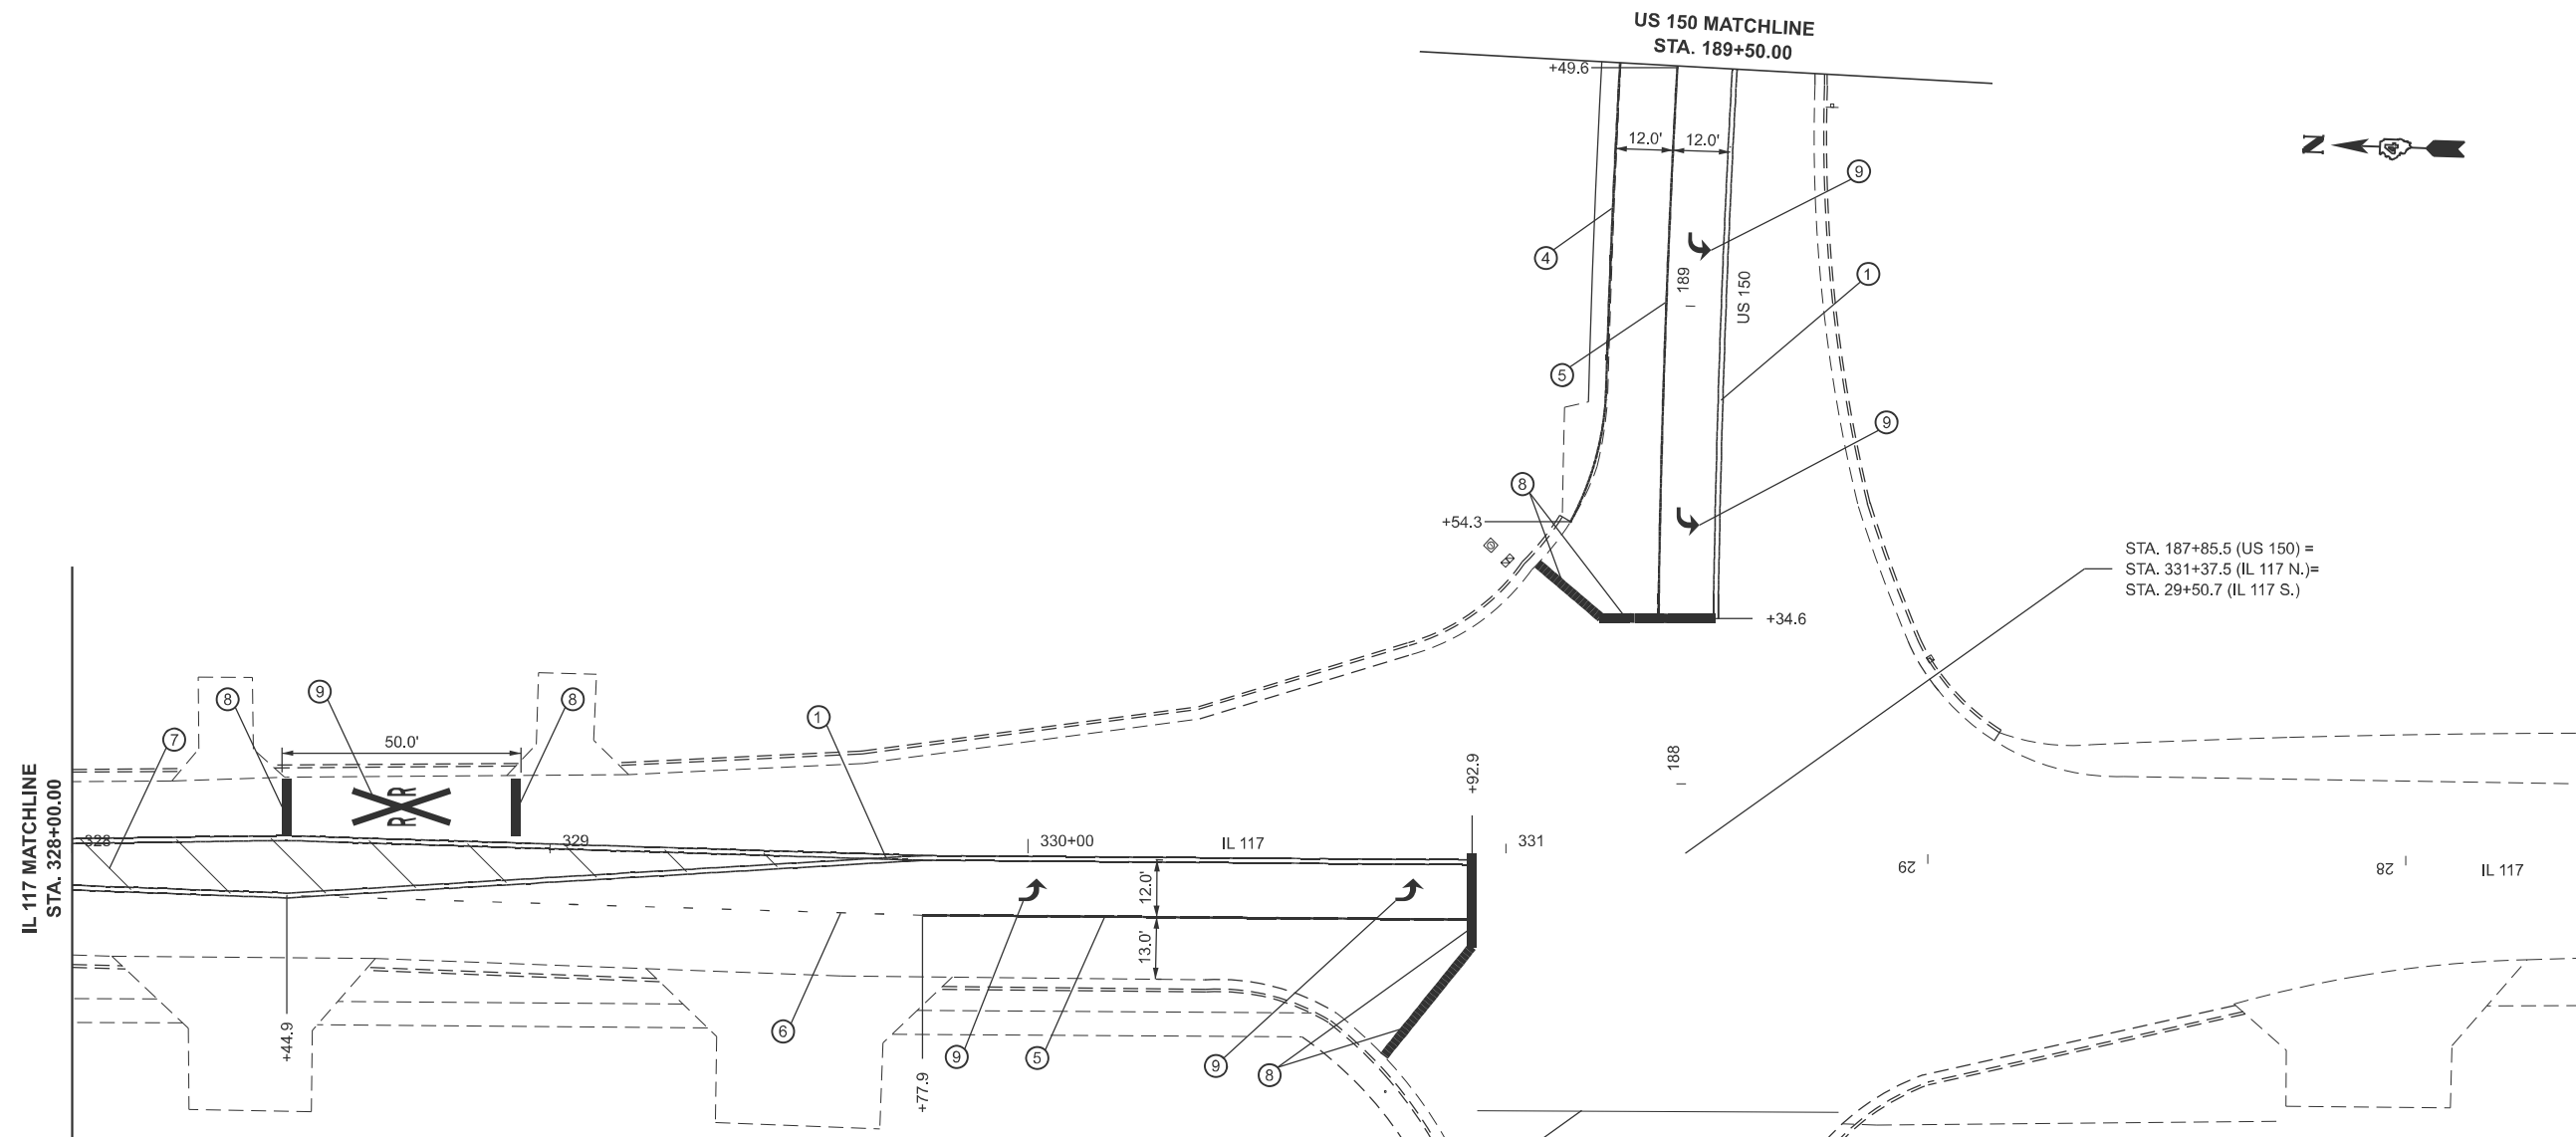 US 150 MATCHLINE
STA. 189+50.00
+49.6
12.0'
12.0'
N
9
4
189
US 150
1
5
9
8
+54.3
+34.6
STA. 187+85.5 (US 150) =
STA. 331+37.5 (IL 117 N.)=
STA. 29+50.7 (IL 117 S.)
IL 117 MATCHLINE
STA. 328+00.00
7
8
9
50.0'
8
1
R R
+92.9
188
328
329
330+00
IL 117
331
29
28
IL 117
12.0'
13.0'
+44.9
6
+77.9
9
5
9
8